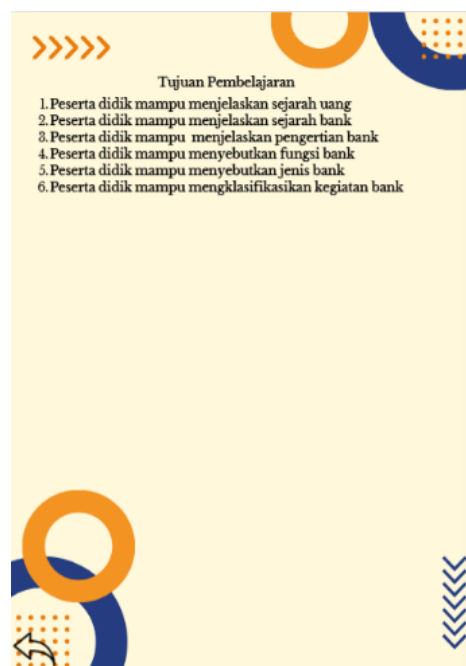 Tujuan Pembelajaran
1. Peserta didik mampu menjelaskan sejarah uang
2. Peserta didik mampu menjelaskan sejarah bank
3. Peserta didik mampu menjelaskan pengertian bank
4. Peserta didik mampu menyebutkan fungsi bank
5. Peserta didik mampu menyebutkan jenis bank
6. Peserta didik mampu mengklasifikasikan kegiatan bank